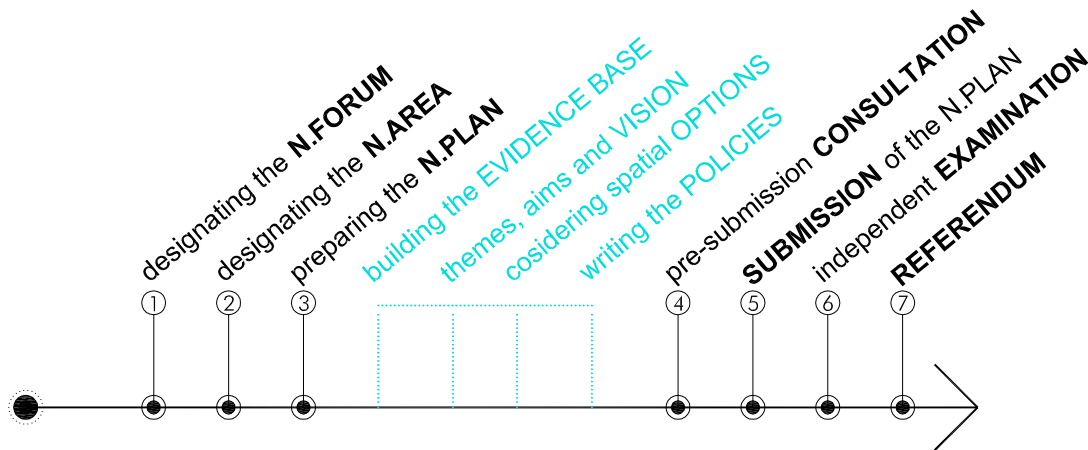 designating the N.FORUM
designating the N.AREA
preparing the N.PLAN
building the EVIDENCE BASE
themes, aims and VISION
cosidering spatial OPTIONS
writing the POLICIES
pre-submission CONSULTATION
SUBMISSION of the N.PLAN
independent EXAMINATION
REFERENDUM
1
2
3
4
5
6
7